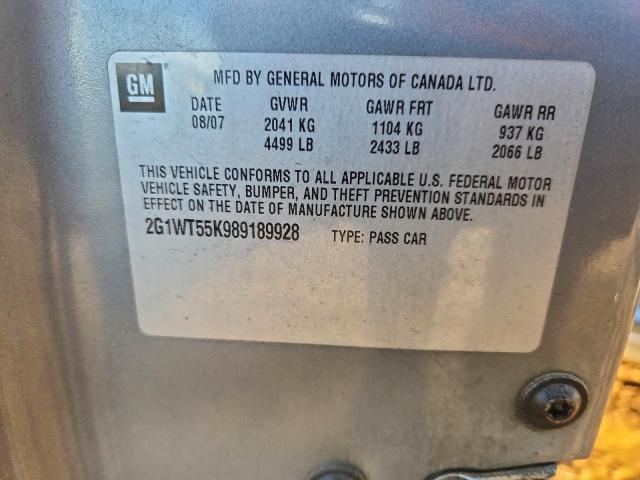 GM ® MFD BY GENERAL MOTORS OF CANADA LTD.
DATE GVWR GAWR FRT GAWR RR
08/07 2041 KG 1104 KG 937 KG
4499 LB 2433 LB 2066 LB
THIS VEHICLE CONFORMS TO ALL APPLICABLE U.S. FEDERAL MOTOR
VEHICLE SAFETY, BUMPER, AND THEFT PREVENTION STANDARDS IN
EFFECT ON THE DATE OF MANUFACTURE SHOWN ABOVE.
2G1WT55K989189928 TYPE: PASS CAR